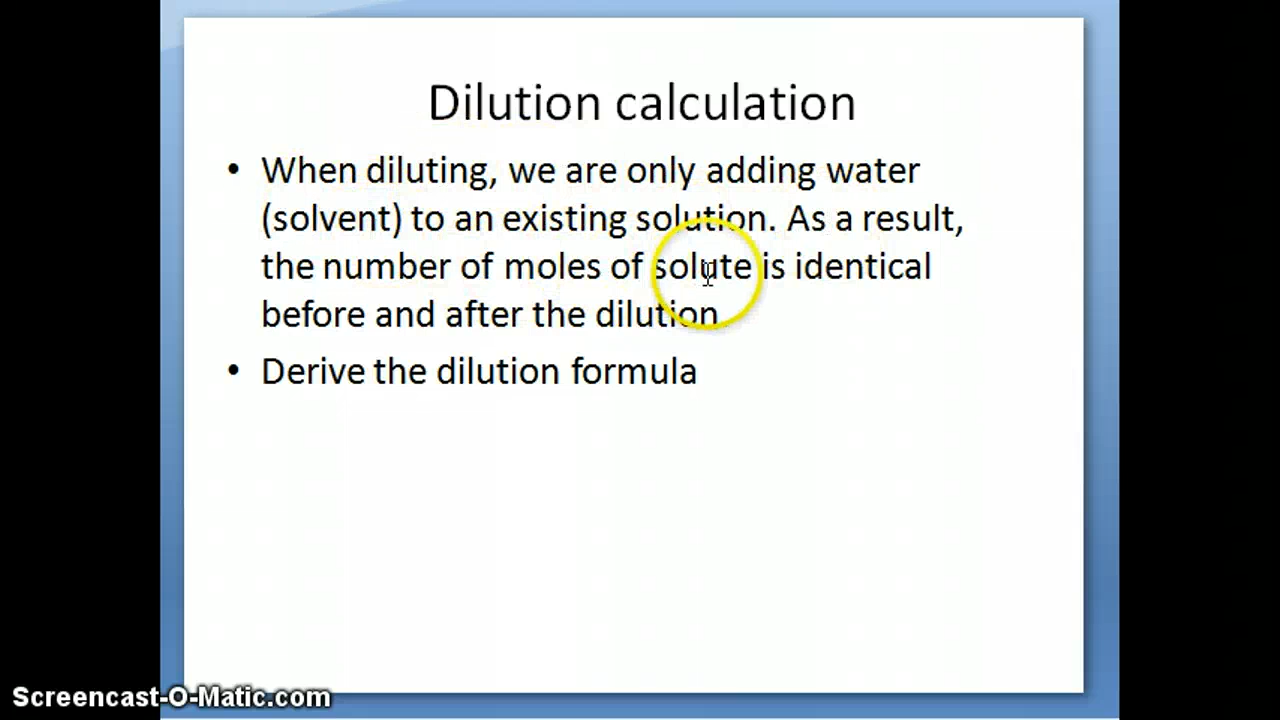 Dilution calculation
• When diluting, we are only adding water
(solvent) to an existing solution. As a result,
the number of moles of solute is identical
before and after the dilution.
• Derive the dilution formula
Screencast-O-Matic.com